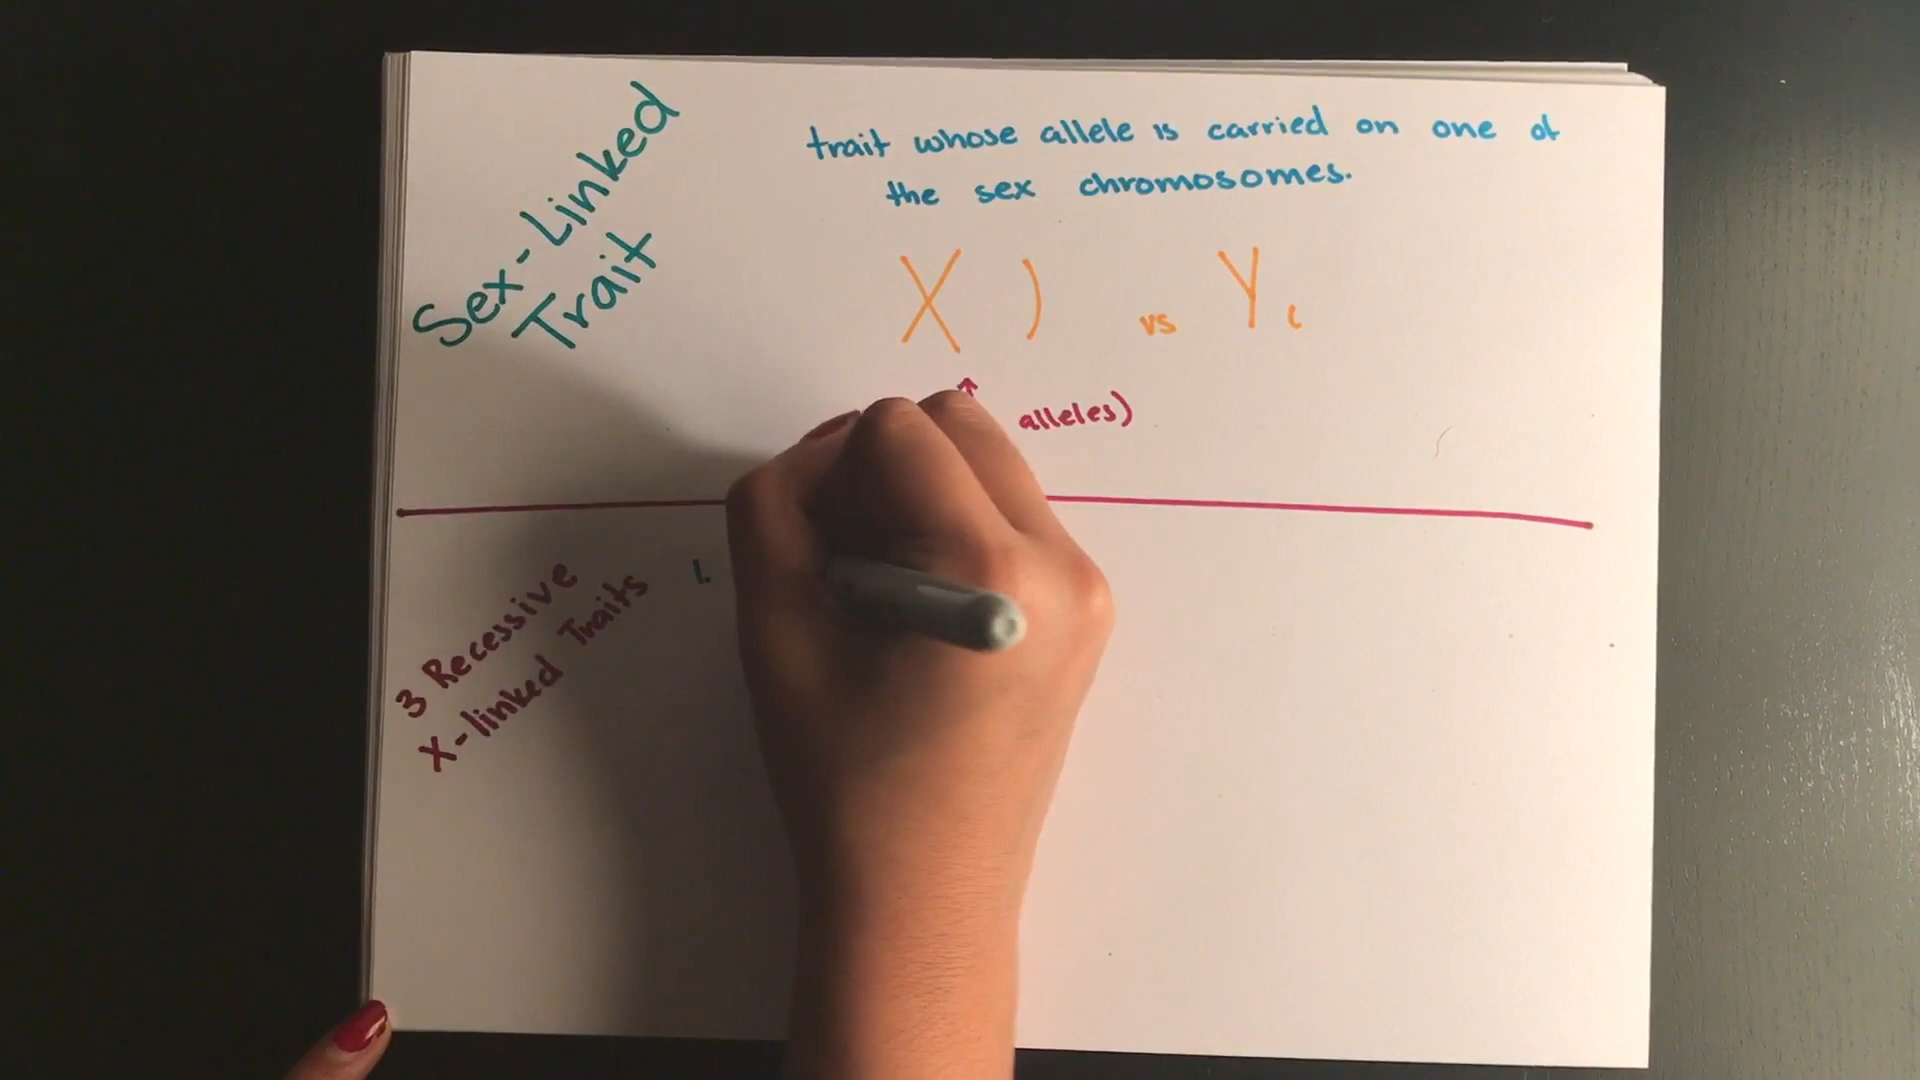 Sex-Linked
Trait
trait whose allele is carried on one of
the sex chromosomes.
X ) vs Y
alleles)
3 Recessive
X-linked Traits
1.